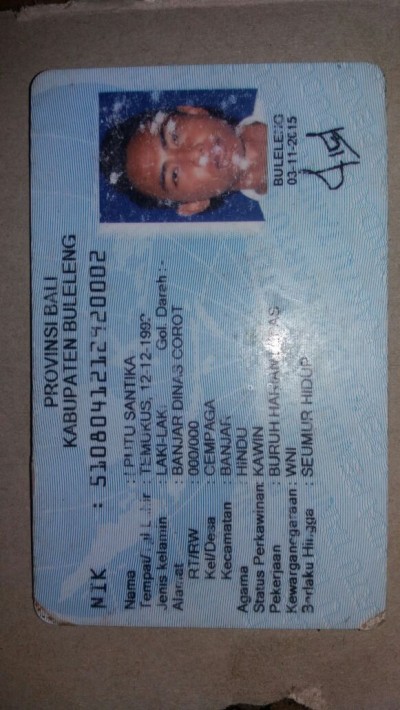 PROVINSI BALI
KABUPATEN BULELENG
NIK : 5108041212920002
Nama : PUTU SANTIKA
Tempat/Tgl Lahir : TEMUKUS, 12-12-1992
Jenis kelamin : LAKI-LAKI Gol. Darah :-
Alamat : BANJAR DINAS COROT
RT/RW 000/000
Kel/Desa : CEMPAGA
Kecamatan : BANJAR
Agama HINDU
Status Perkawinan: KAWIN
Pekerjaan : BURUH HARIAN LEPAS
Kewarganegaraan: WNI
Berlaku Hingga : SEUMUR HIDUP
BULELENG
03-11-2015